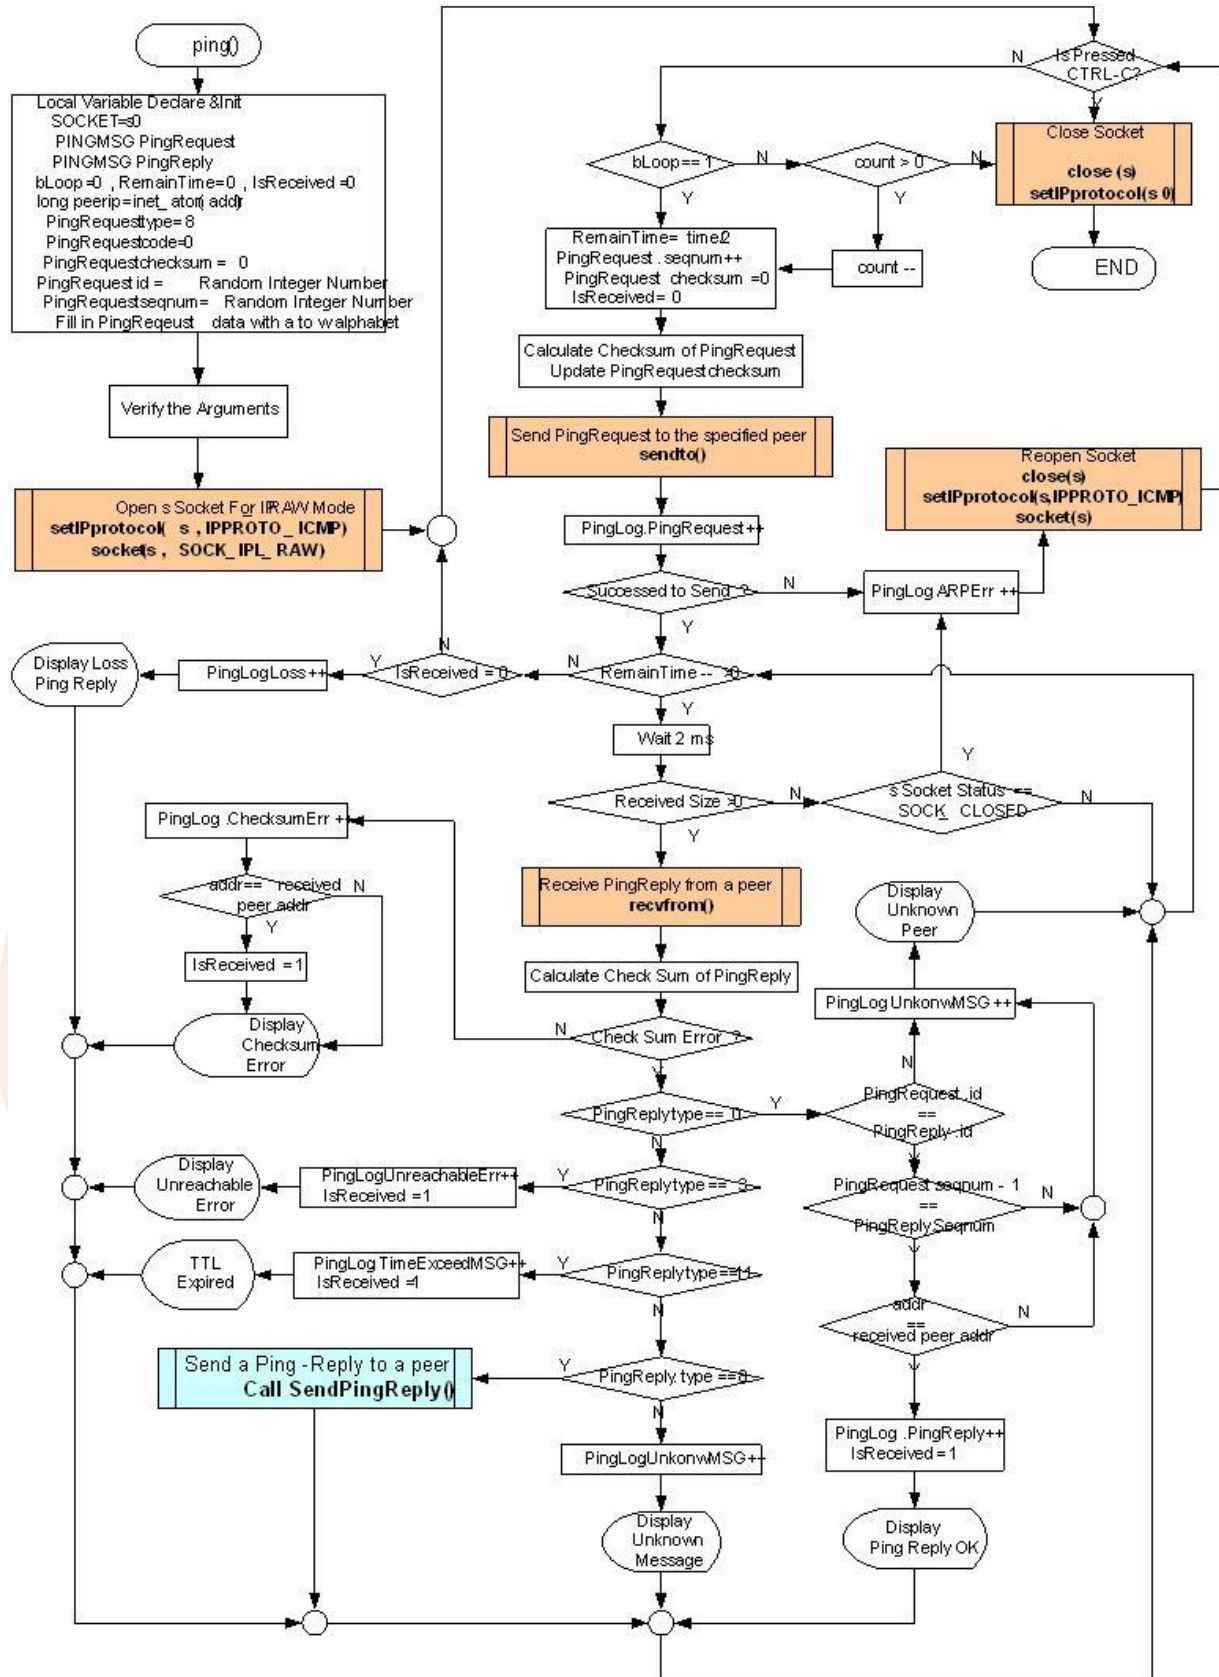 ping()
Local Variable Declare &Init
SOCKET=s0
PINGMSG PingRequest
PINGMSG PingReply
bLoop=0 , RemainTime=0 , IsReceived =0
long peerip=inet_ ator( addr)
PingRequesttype= 8
PingRequestcode=0
PingRequestchecksum = 0
PingRequest id = Random Integer Number
PingRequestseqnum= Random Integer Number
Fill in PingReqeust data with a to w alphabet
Verify the Arguments
Open s Socket For IPRAW Mode
setIPprotocol( s , IPPROTO_ ICMP)
socket(s , SOCK_ IPL_ RAW)
Is Pressed
CTRL-C?
N
Y
Close Socket
close (s)
setIPprotocol(s 0)
END
bLoop== 1
N
count > 0
N
Y
Y
RemainTime= time/2
PingRequest .seqnum++
PingRequest checksum =0
IsReceived= 0
count --
Calculate Checksum of PingRequest
Update PingRequestchecksum
Send PingRequest to the specified peer
sendto()
Reopen Socket
close(s)
setIPprotocol(s,IPPROTO_ICMP)
socket(s)
PingLog.PingRequest++
Successed to Send ?
N
PingLog ARPErr ++
Y
Display Loss
Ping Reply
PingLogLoss++
Y
IsReceived = 0
N
N
RemainTime -- >0
Y
Wait 2 ms
Received Size >0
N
s Socket Status ==
SOCK_ CLOSED
Y
N
Y
PingLog .ChecksumErr ++
addr== received
peer addr
N
Y
IsReceived = 1
Display
Checksum
Error
Receive PingReply from a peer
recvfrom()
Display
Unknown
Peer
Calculate Check Sum of PingReply
PingLog UnkonwMSG ++
Check Sum Error ?
N
Y
N
PingReplytype== 0
Y
PingRequest .id
==
PingReply .id
N
Y
Display
Unreachable
Error
PingLogUnreachableErr++
IsReceived =1
Y
PingReplytype== 3
N
PingRequest seqnum - 1
==
PingReplySeqnum
N
Y
TTL
Expired
PingLog TimeExceedMSG++
IsReceived =1
Y
PingReplytype==11
N
addr
==
received peer addr
N
Y
Send a Ping -Reply to a peer
Call SendPingReply()
Y
PingReply.type ==8
N
PingLog .PingReply++
IsReceived = 1
PingLogUnkonwMSG++
Display
Unknown
Message
Display
Ping Reply OK